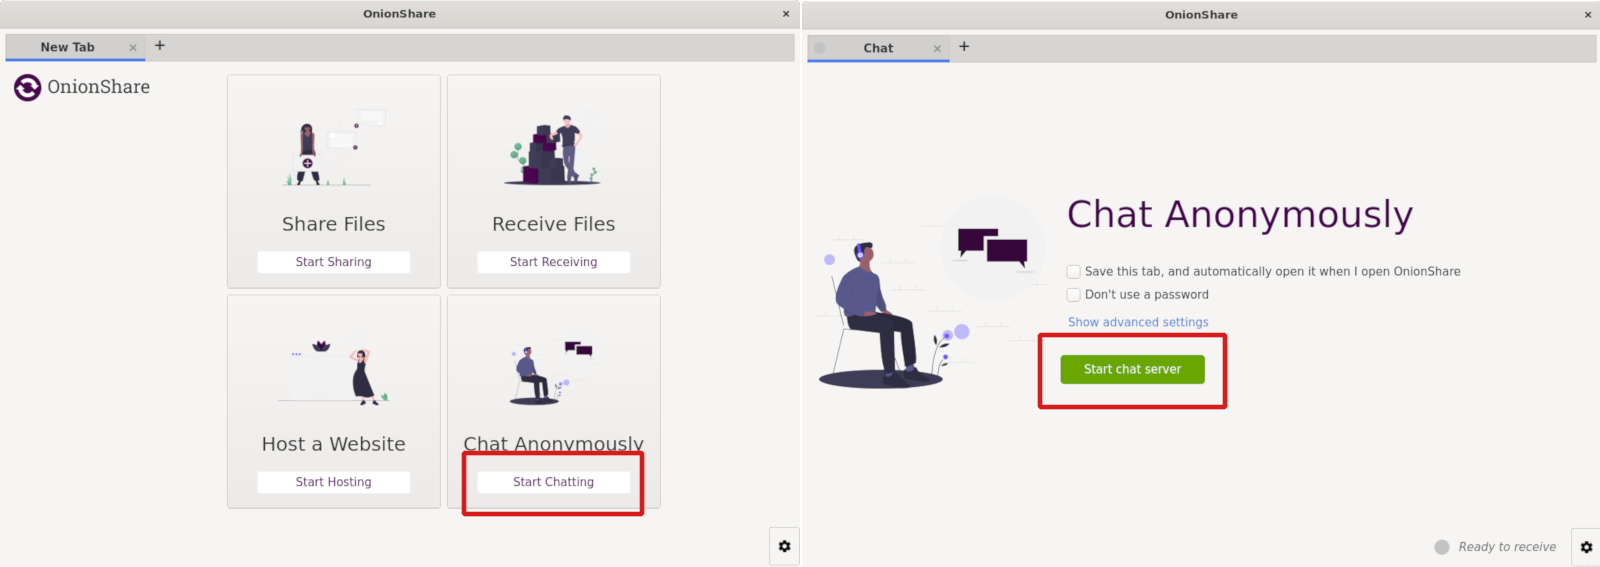 OnionShare
New Tab
OnionShare
Share Files
Start Sharing
Receive Files
Start Receiving
Host a Website
Start Hosting
Chat Anonymously
Start Chatting
OnionShare
Chat
Chat Anonymously
Save this tab, and automatically open it when I open OnionShare
Don't use a password
Show advanced settings
Start chat server
Ready to receive